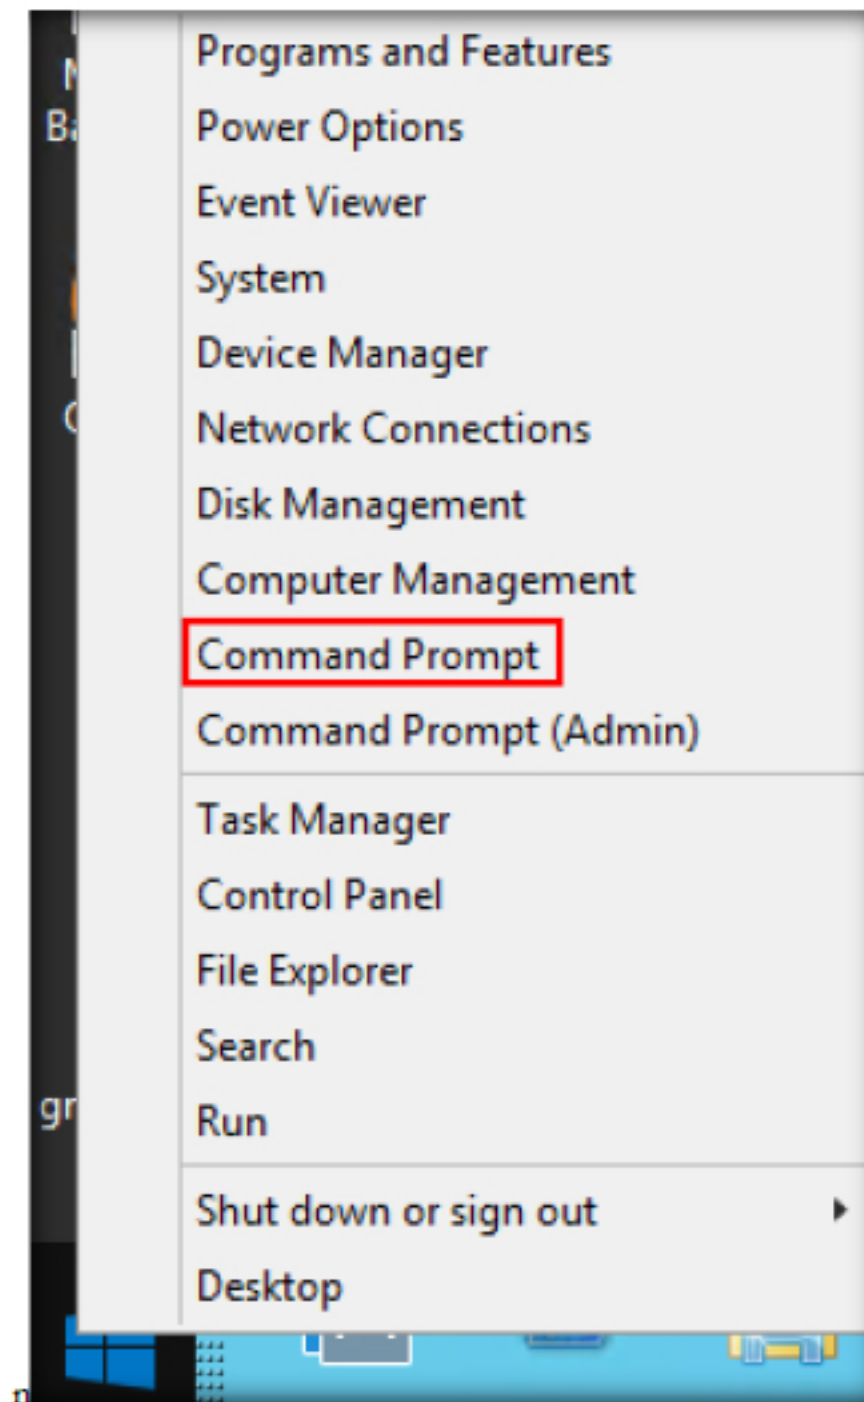 Programs and Features
Power Options
Event Viewer
System
Device Manager
Network Connections
Disk Management
Computer Management
Command Prompt
Command Prompt (Admin)
Task Manager
Control Panel
File Explorer
Search
Run
Shut down or sign out
Desktop